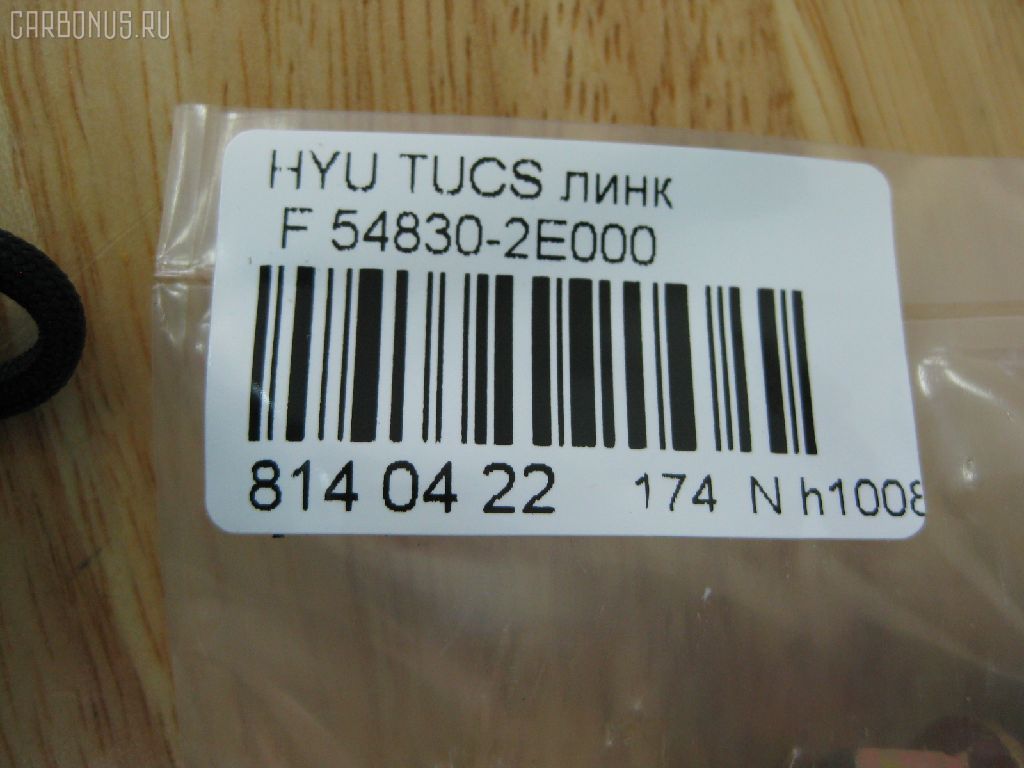 CARBONUS.RU
HYU TUCS линк
F 54830-2E000
814 04 22 174 N h1008